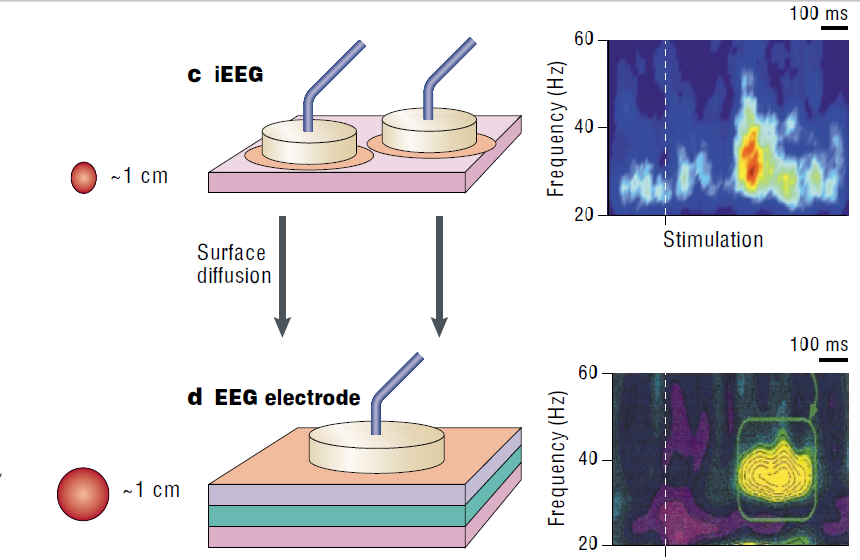 100 ms
c iEEG
60
40
20
Frequency (Hz)
~1 cm
Stimulation
Surface
diffusion
100 ms
d EEG electrode
60
40
20
Frequency (Hz)
~1 cm